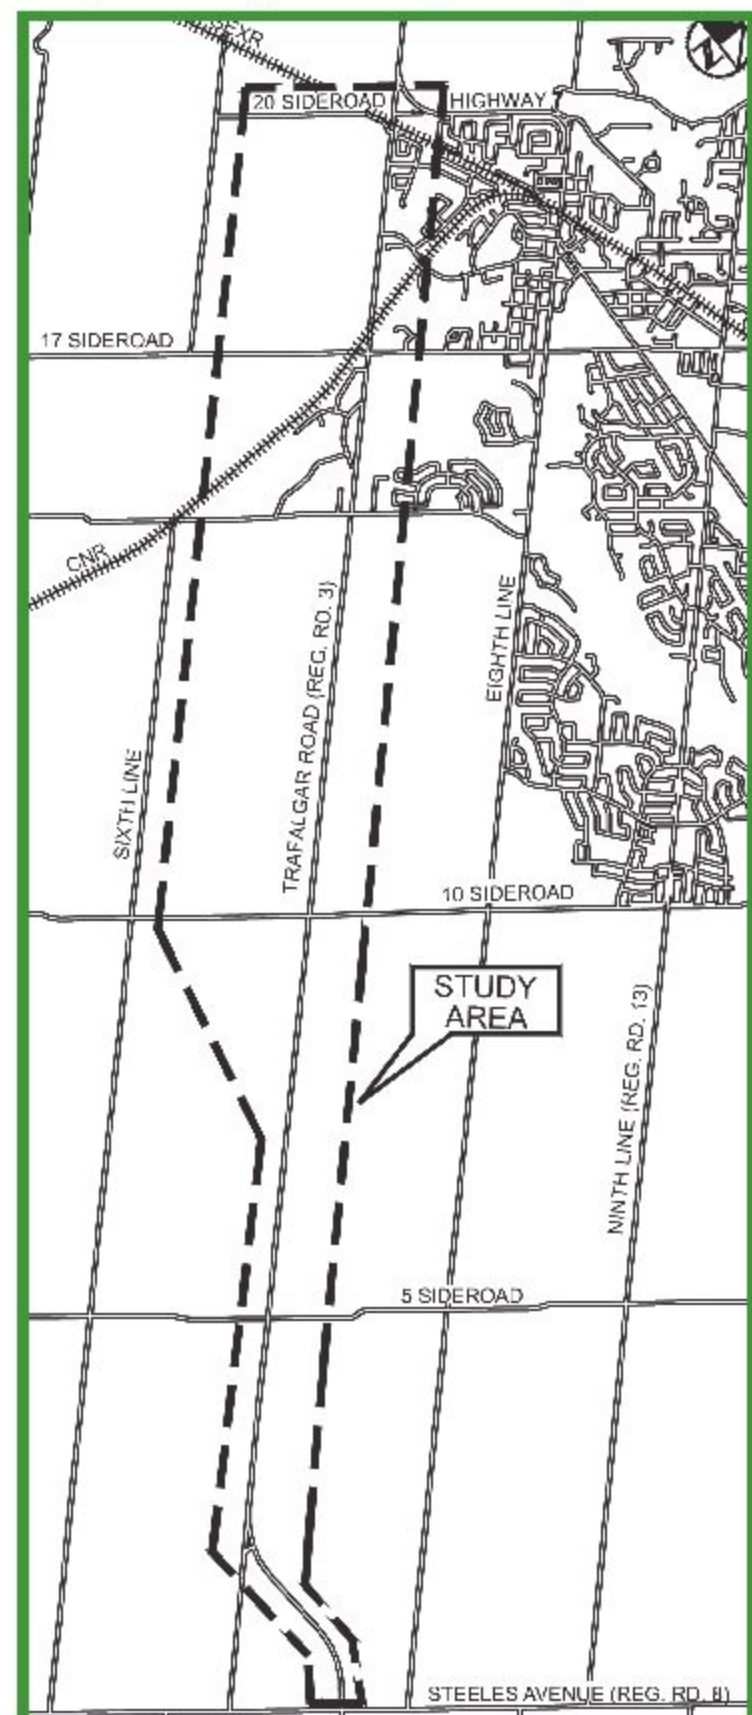 20 SIDEROAD
HIGHWAY
17 SIDEROAD
CNR
SIXTH LINE
TRAFALGAR ROAD (REG. RD. 3)
EIGHTH LINE
10 SIDEROAD
STUDY
AREA
NINTH LINE (REG. RD. 13)
5 SIDEROAD
STEELES AVENUE (REG. RD. 8)